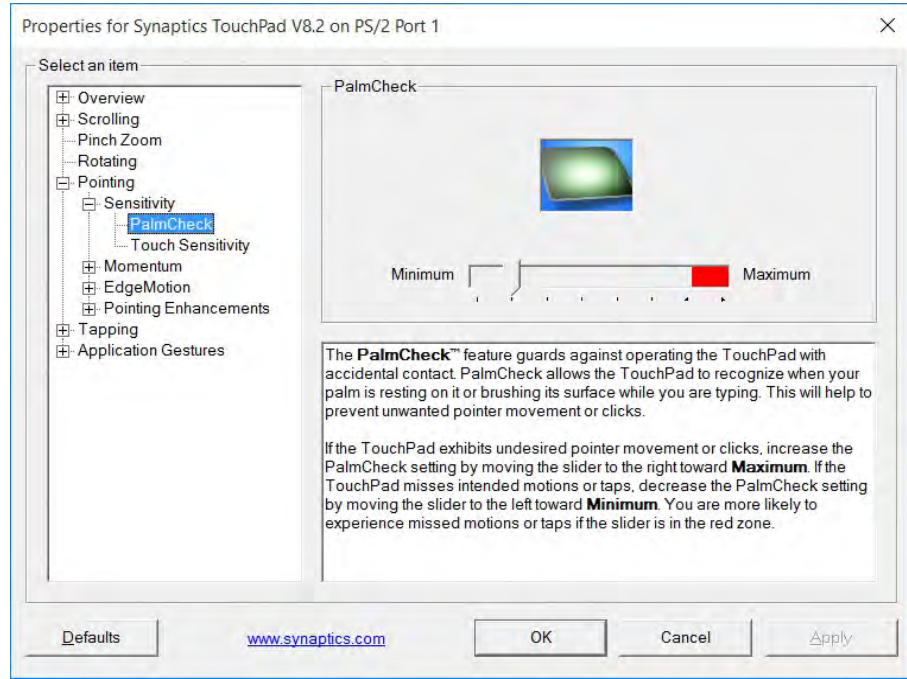 Properties for Synaptics TouchPad V8.2 on PS/2 Port 1
Select an item
Overview
Scrolling
Pinch Zoom
Rotating
Pointing
Sensitivity
PalmCheck
Touch Sensitivity
Momentum
EdgeMotion
Pointing Enhancements
Tapping
Application Gestures
PalmCheck
Minimum
Maximum
The PalmCheck™ feature guards against operating the TouchPad with
accidental contact. PalmCheck allows the TouchPad to recognize when your
palm is resting on it or brushing its surface while you are typing. This will help to
prevent unwanted pointer movement or clicks.
If the TouchPad exhibits undesired pointer movement or clicks, increase the
PalmCheck setting by moving the slider to the right toward Maximum. If the
TouchPad misses intended motions or taps, decrease the PalmCheck setting
by moving the slider to the left toward Minimum. You are more likely to
experience missed motions or taps if the slider is in the red zone.
Defaults
www.synaptics.com
OK
Cancel
Apply